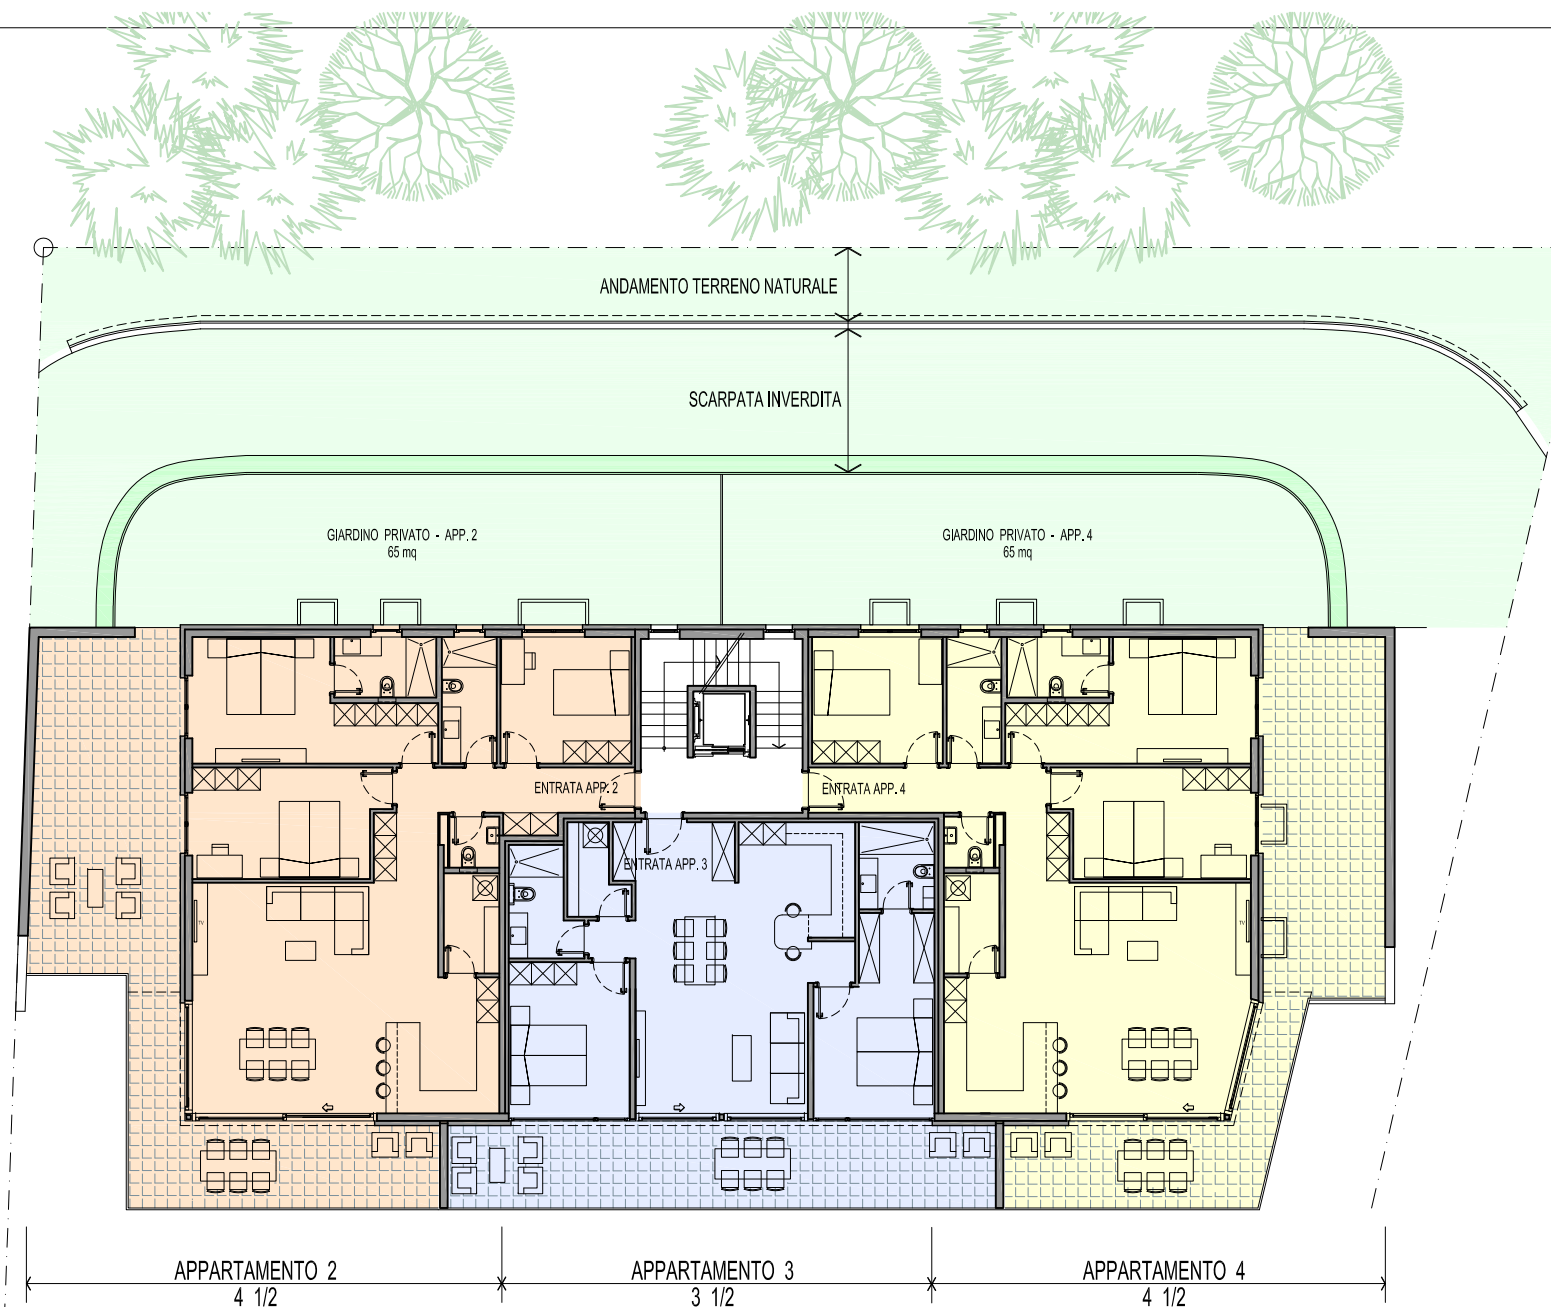 ANDAMENTO TERRENO NATURALE
SCARPATA INVERDITA
GIARDINO PRIVATO - APP. 2
65 mq
GIARDINO PRIVATO - APP. 4
65 mq
ENTRATA APP. 2
ENTRATA APP. 4
ENTRATA APP. 3
TV
TV
APPARTAMENTO 2
4 1/2
APPARTAMENTO 3
3 1/2
APPARTAMENTO 4
4 1/2